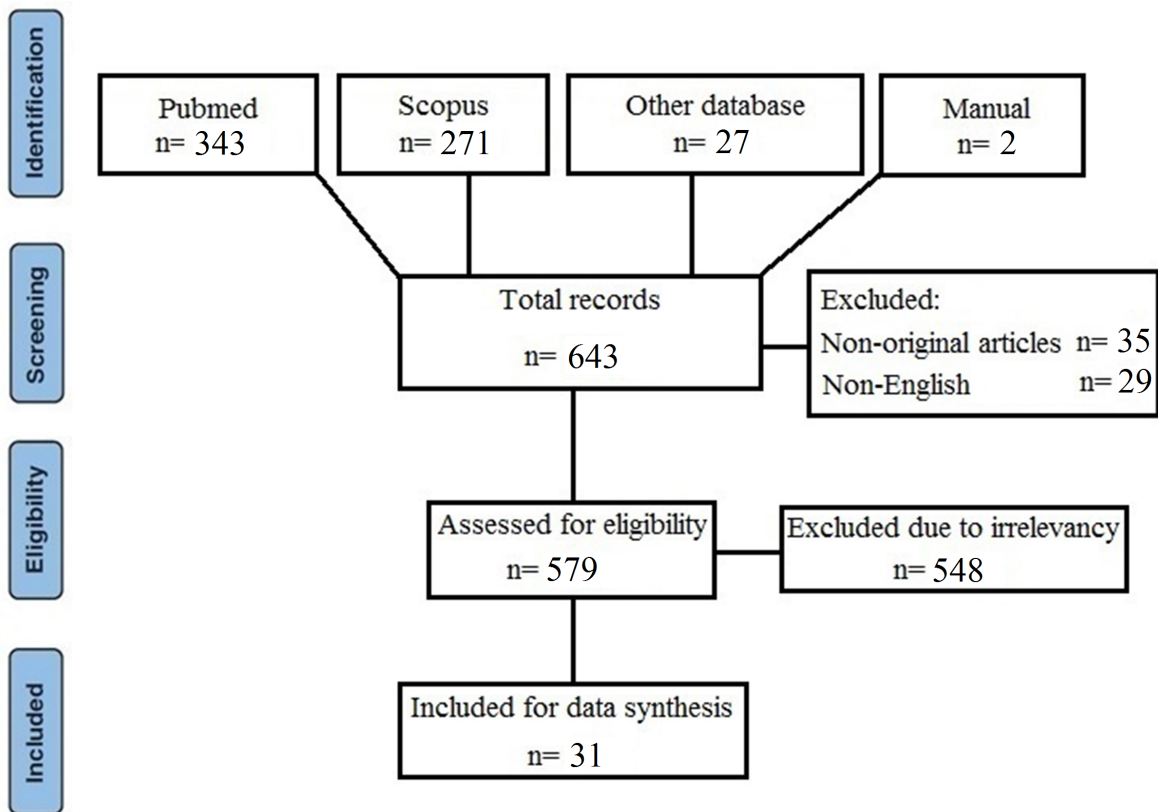 Identification
Pubmed
n= 343
Scopus
n= 271
Other database
n= 27
Manual
n= 2
Screening
Total records
n= 643
Excluded:
Non-original articles n= 35
Non-English n= 29
Eligibility
Assessed for eligibility
n= 579
Excluded due to irrelevancy
n= 548
Included
Included for data synthesis
n= 31